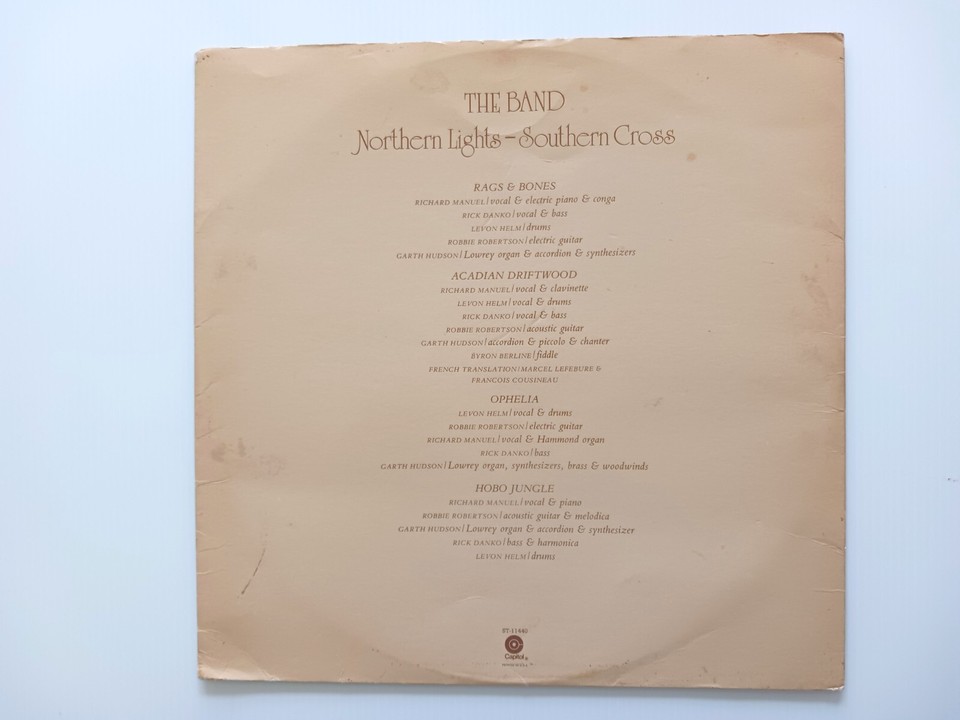 THE BAND
Northern Lights – Southern Cross
RAGS & BONES
RICHARD MANUEL / vocal & electric piano & conga
RICK DANKO / vocal & bass
LEVON HELM / drums
ROBBIE ROBERTSON / electric guitar
GARTH HUDSON / Lowrey organ & accordion & synthesizers
ACADIAN DRIFTWOOD
RICHARD MANUEL / vocal & clavinette
LEVON HELM / vocal & drums
RICK DANKO / vocal & bass
ROBBIE ROBERTSON / acoustic guitar
GARTH HUDSON / accordion & piccolo & chanter
BYRON BERLINE / fiddle
FRENCH TRANSLATION / MARCEL LEFEBURE &
FRANCOIS COUSINEAU
OPHELIA
LEVON HELM / vocal & drums
ROBBIE ROBERTSON / electric guitar
RICHARD MANUEL / vocal & Hammond organ
RICK DANKO / bass
GARTH HUDSON / Lowrey organ, synthesizers, brass & woodwinds
HOBO JUNGLE
RICHARD MANUEL / vocal & piano
ROBBIE ROBERTSON / acoustic guitar & melodica
GARTH HUDSON / Lowrey organ & accordion & synthesizer
RICK DANKO / bass & harmonica
LEVON HELM / drums
ST-11440
Capitol